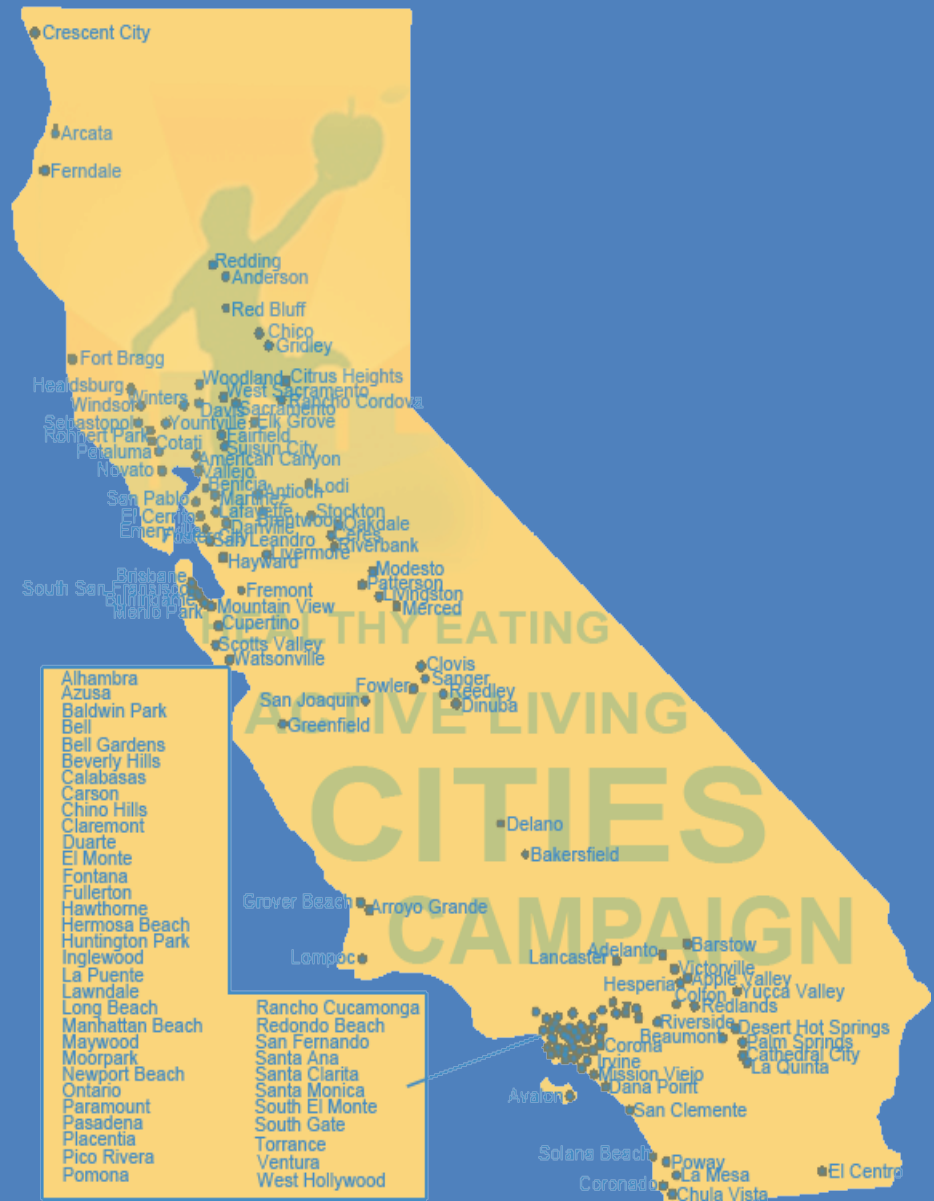 Crescent City
Arcata
Ferndale
Redding
Anderson
Red Bluff
Chico
Gridley
Fort Bragg
Citrus Heights
Woodland
Healdsburg
West Sacramento
Winters
Rancho Cordova
Windsor
Davis
Sacramento
Sebastopol
Yountville
Elk Grove
Rohnert Park
Fairfield
Cotati
Suisun City
Petaluma
American Canyon
Novato
Vallejo
Benicia
Lodi
Antioch
San Pablo
Martinez
Lafayette
Stockton
El Cerrito
Brentwood
Oakdale
Danville
Emeryville
Foster City
Ceres
San Leandro
Riverbank
Livermore
Hayward
Modesto
Brisbane
Patterson
South San Francisco
Fremont
Livingston
Burlingame
Menlo Park
Mountain View
Merced
Cupertino
HEALTHY EATING
Scotts Valley
Watsonville
Clovis
Sanger
Fowler
Reedley
San Joaquin
Dinuba
ACTIVE LIVING
Greenfield
CITIES
Delano
Bakersfield
Grover Beach
Arroyo Grande
CAMPAIGN
Lompoc
Barstow
Adelanto
Lancaster
Victorville
Apple Valley
Hesperia
Yucca Valley
Colton
Redlands
Riverside
Desert Hot Springs
Beaumont
Palm Springs
Corona
Cathedral City
Irvine
La Quinta
Mission Viejo
Dana Point
Avalon
San Clemente
Solana Beach
Poway
La Mesa
El Centro
Coronado
Chula Vista
Alhambra
Azusa
Baldwin Park
Bell
Bell Gardens
Beverly Hills
Calabasas
Carson
Chino Hills
Claremont
Duarte
El Monte
Fontana
Fullerton
Hawthorne
Hermosa Beach
Huntington Park
Inglewood
La Puente
Lawndale
Long Beach
Manhattan Beach
Maywood
Moorpark
Newport Beach
Ontario
Paramount
Pasadena
Placentia
Pico Rivera
Pomona
Rancho Cucamonga
Redondo Beach
San Fernando
Santa Ana
Santa Clarita
Santa Monica
South El Monte
South Gate
Torrance
Ventura
West Hollywood